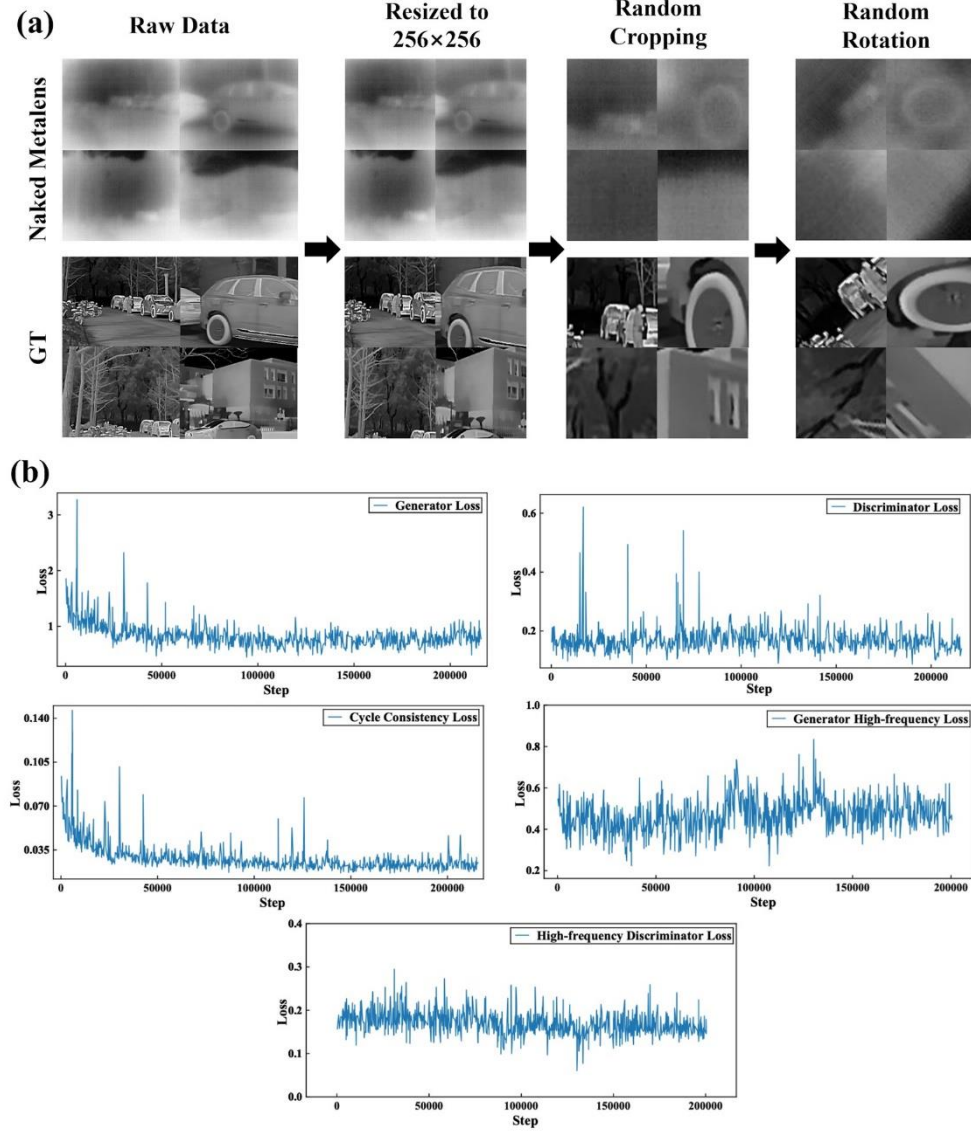 (a)
Raw Data
Resized to
256×256
Random
Cropping
Random
Rotation
Naked Metalens
GT
(b)
Generator Loss
3
2
1
Loss
0
50000
100000
150000
200000
Step
Discriminator Loss
0.6
0.4
0.2
Loss
0
50000
100000
150000
200000
Step
Cycle Consistency Loss
0.140
0.105
0.070
0.035
Loss
0
50000
100000
150000
200000
Step
Generator High-frequency Loss
1.0
0.8
0.6
0.4
0.2
Loss
0
50000
100000
150000
200000
Step
High-frequency Discriminator Loss
0.4
0.3
0.2
0.1
0.0
Loss
0
50000
100000
150000
200000
Step